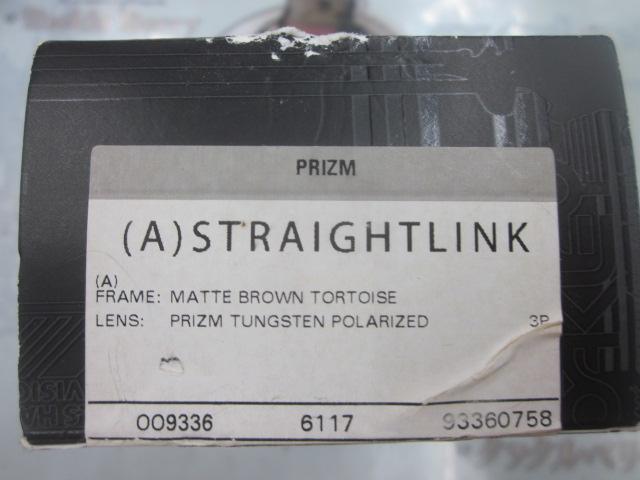 PRIZM
(A)STRAIGHTLINK
(A)
FRAME: MATTE BROWN TORTOISE
LENS: PRIZM TUNGSTEN POLARIZED 3P
OO9336 6117 93360758